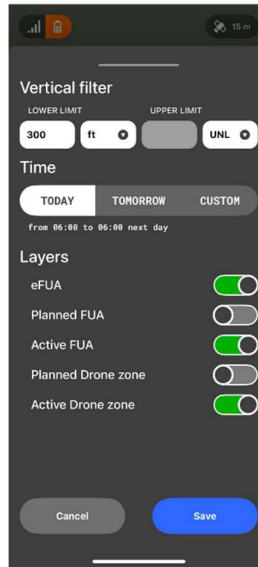 15 m
Vertical filter
LOWER LIMIT UPPER LIMIT
300 ft UNL
Time
TODAY TOMORROW CUSTOM
from 06:00 to 06:00 next day
Layers
eFUA
Planned FUA
Active FUA
Planned Drone zone
Active Drone zone
Cancel Save